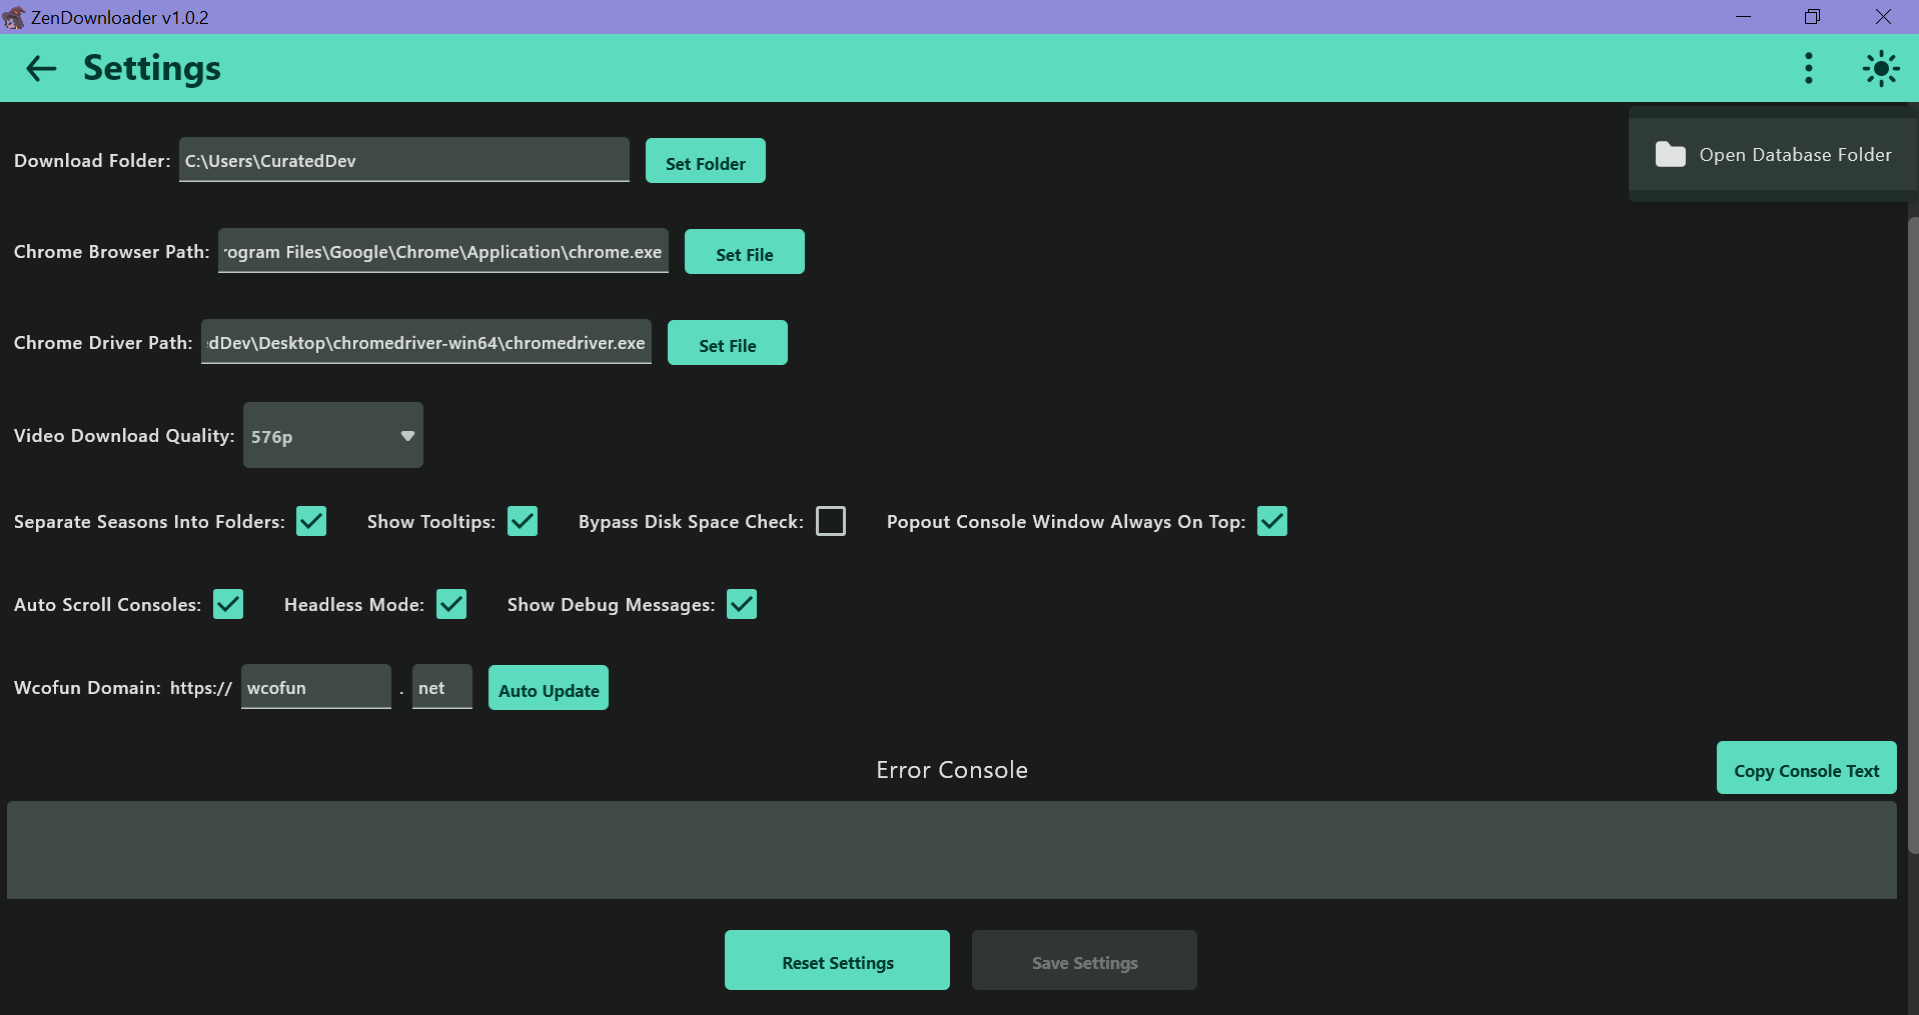 ZenDownloader v1.0.2
Settings
Open Database Folder
Download Folder: C:\Users\CuratedDev Set Folder
Chrome Browser Path: rogram Files\Google\Chrome\Application\chrome.exe Set File
Chrome Driver Path: dDev\Desktop\chromedriver-win64\chromedriver.exe Set File
Video Download Quality: 576p
Separate Seasons Into Folders: Show Tooltips: Bypass Disk Space Check: Popout Console Window Always On Top:
Auto Scroll Consoles: Headless Mode: Show Debug Messages:
Wcofun Domain: https:// wcofun . net Auto Update
Error Console
Copy Console Text
Reset Settings Save Settings